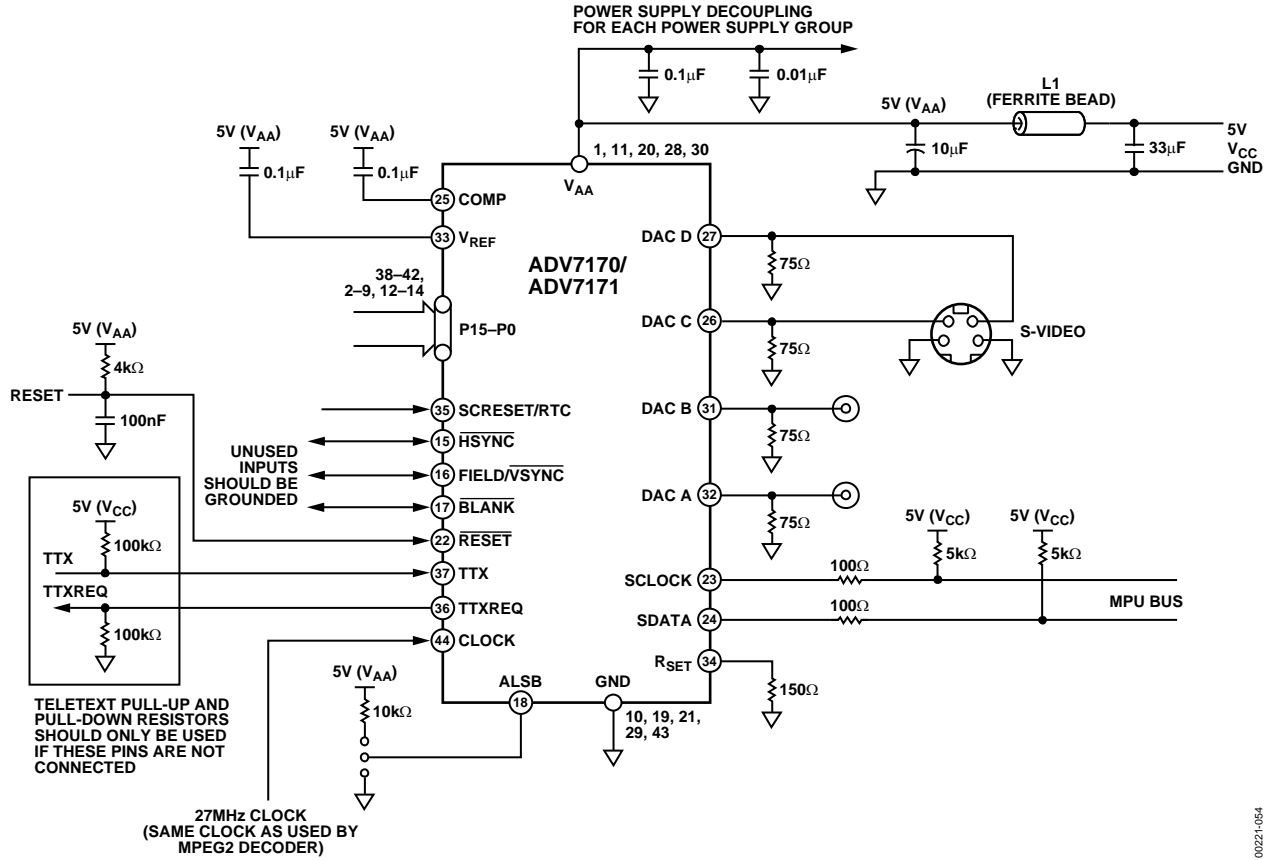 POWER SUPPLY DECOUPLING
FOR EACH POWER SUPPLY GROUP
0.1μF
0.01μF
L1
(FERRITE BEAD)
5V (VAA)
5V
VCC
GND
10μF
33μF
5V (VAA)
5V (VAA)
0.1μF
0.1μF
1, 11, 20, 28, 30
VAA
25
COMP
33
VREF
ADV7170/
ADV7171
38–42,
2–9, 12–14
P15–P0
DAC D
27
75Ω
DAC C
26
75Ω
S-VIDEO
DAC B
31
75Ω
DAC A
32
75Ω
5V (VAA)
4kΩ
RESET
100nF
35
SCRESET/RTC
UNUSED
INPUTS
SHOULD BE
GROUNDED
15
HSYNC
16
FIELD/VSYNC
17
BLANK
22
RESET
5V (VCC)
100kΩ
TTX
37
TTX
TTXREQ
36
TTXREQ
100kΩ
44
CLOCK
5V (VCC)
5V (VCC)
5kΩ
5kΩ
SCLOCK
23
100Ω
MPU BUS
SDATA
24
100Ω
RSET
34
150Ω
TELETEXT PULL-UP AND
PULL-DOWN RESISTORS
SHOULD ONLY BE USED
IF THESE PINS ARE NOT
CONNECTED
5V (VAA)
10kΩ
ALSB
18
GND
10, 19, 21,
29, 43
27MHz CLOCK
(SAME CLOCK AS USED BY
MPEG2 DECODER)
00221-054